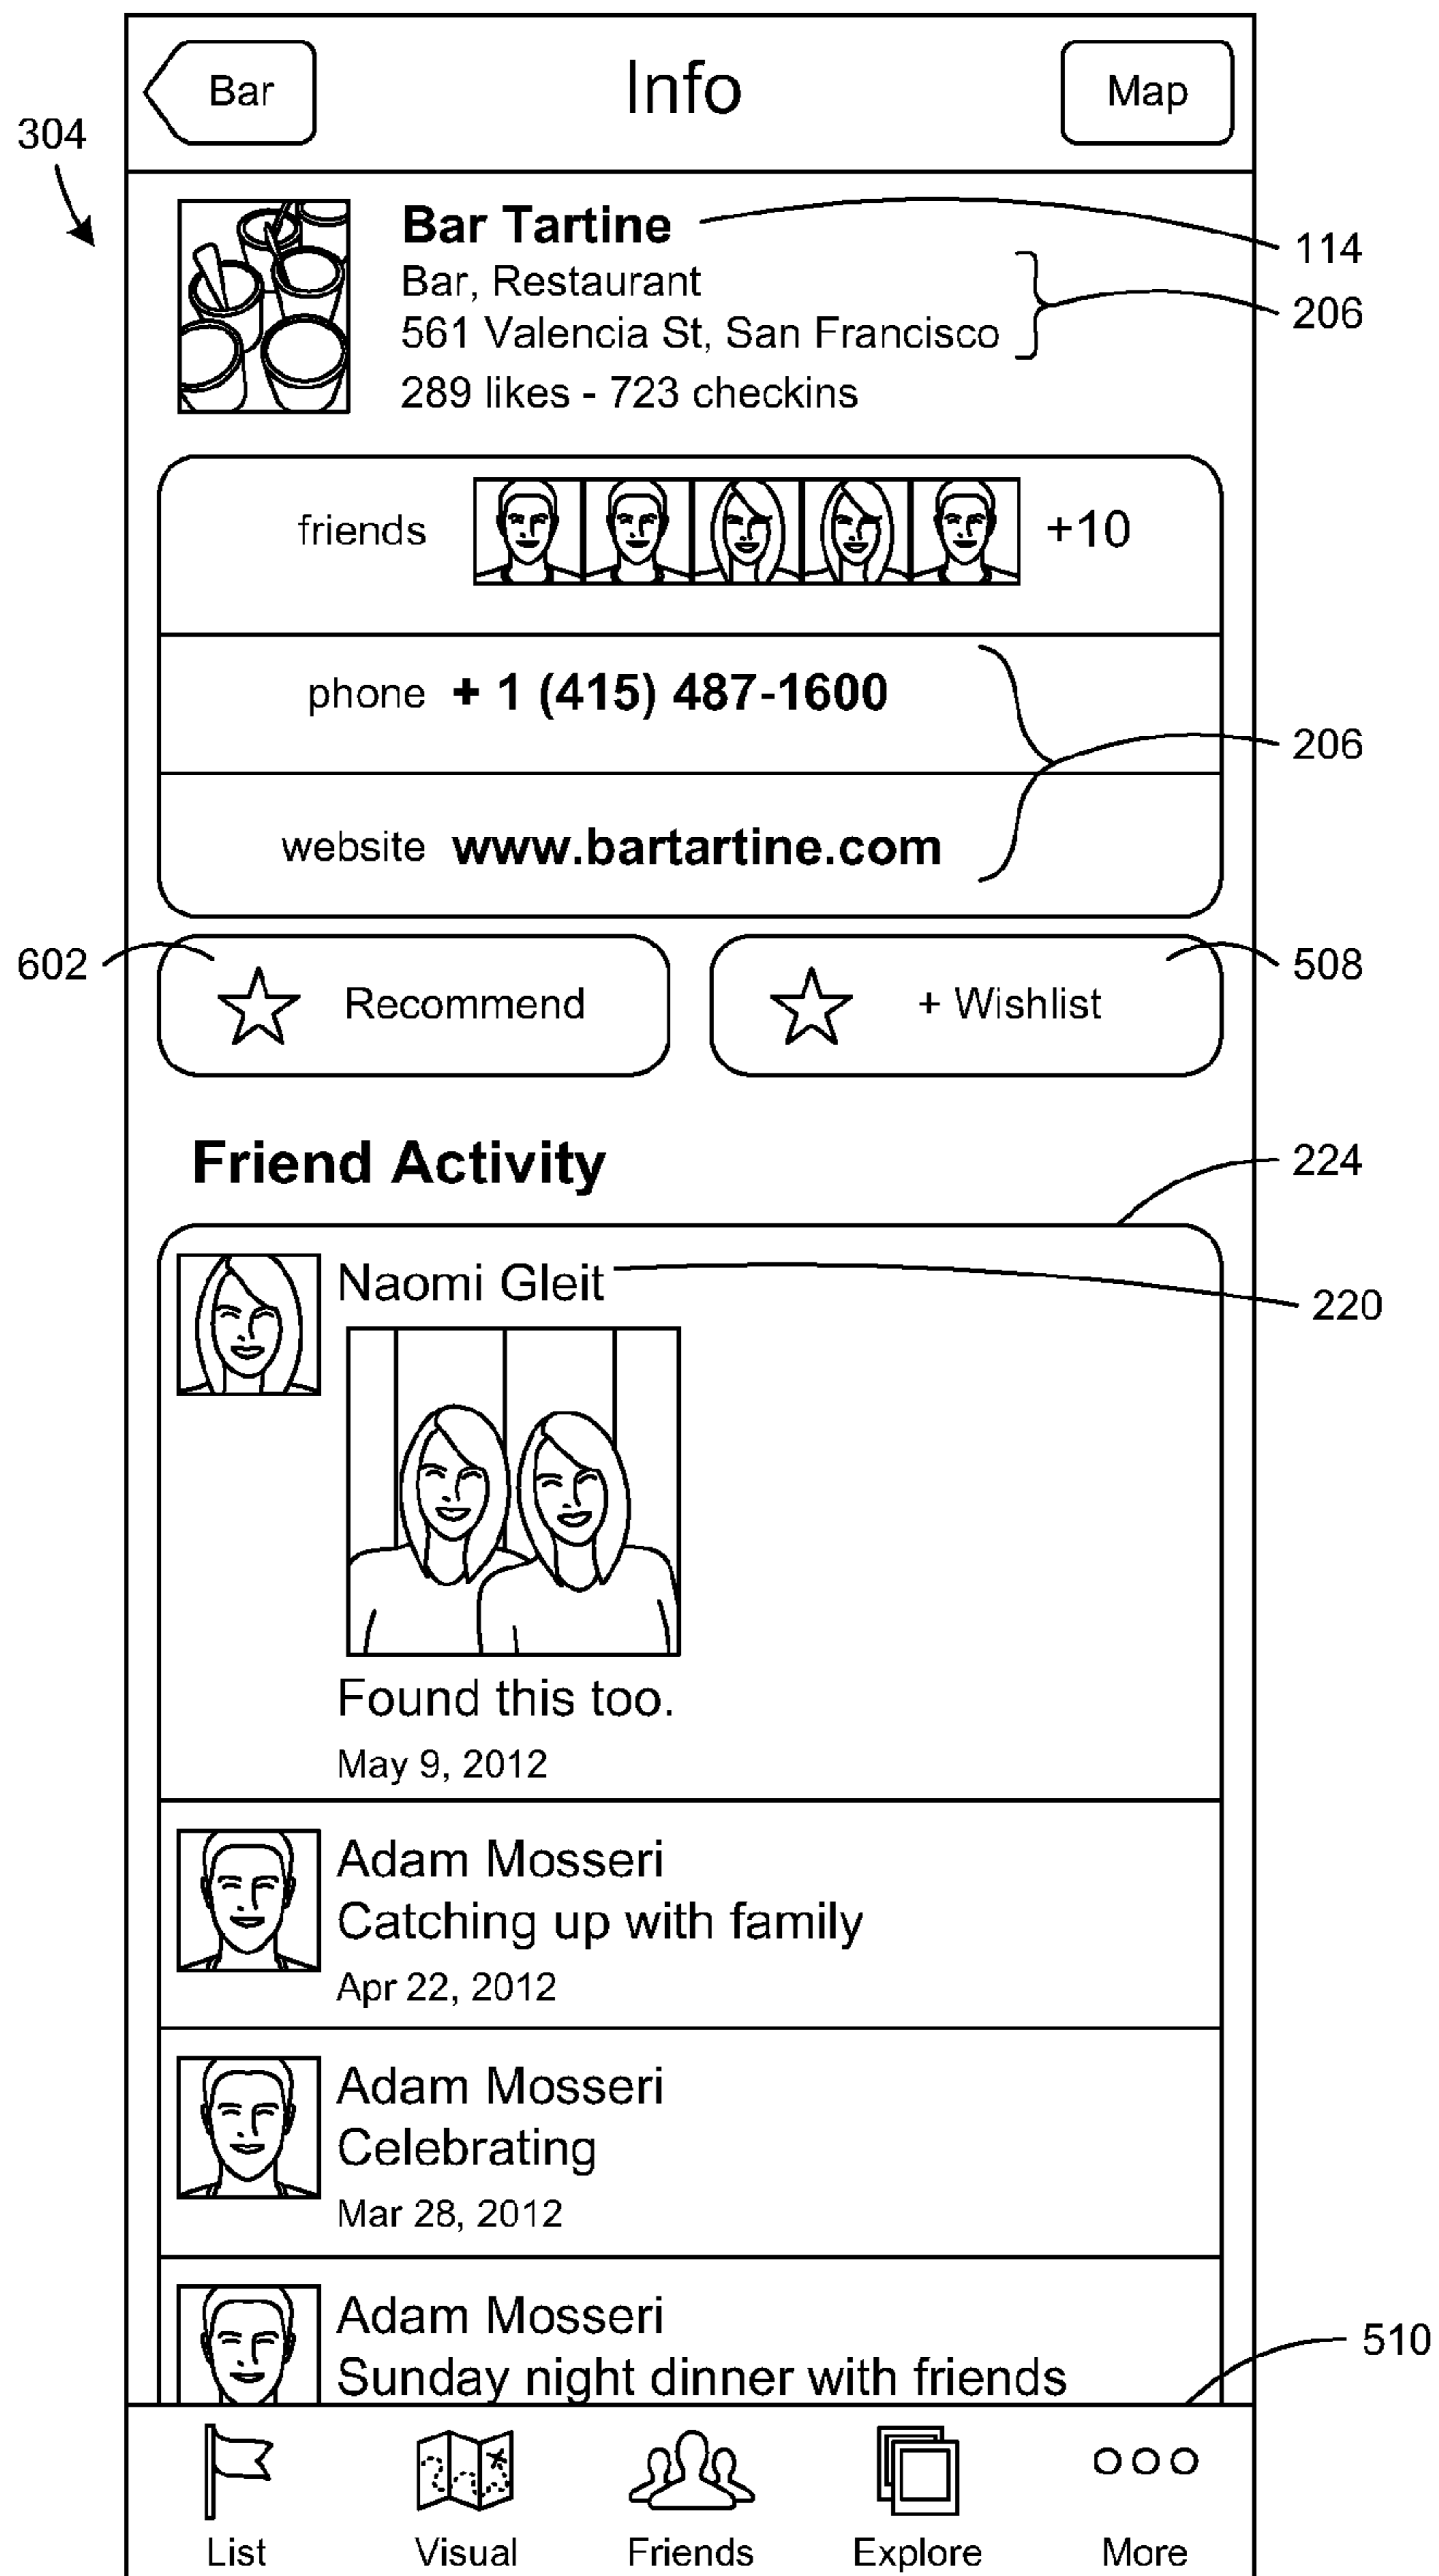 Bar
Info
Map
304
Bar Tartine
114
Bar, Restaurant
206
561 Valencia St, San Francisco
289 likes - 723 checkins
friends
+10
phone + 1 (415) 487-1600
206
website www.bartartine.com
602
Recommend
+ Wishlist
508
Friend Activity
224
Naomi Gleit
220
Found this too.
May 9, 2012
Adam Mosseri
Catching up with family
Apr 22, 2012
Adam Mosseri
Celebrating
Mar 28, 2012
Adam Mosseri
Sunday night dinner with friends
510
List
Visual
Friends
Explore
More